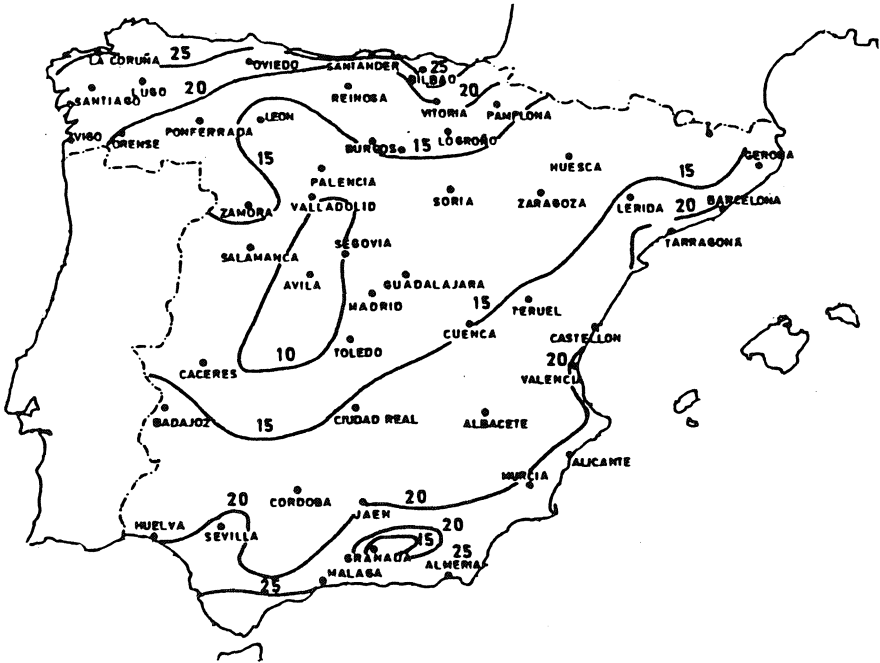 LA CORUÑA
25
OVIEDO
SANTANDER
25
BILBAO
SANTIAGO
LUGO
20
REINOSA
20
VITORIA
PAMPLONA
VIGO
ORENSE
PONFERRADA
LEON
BURGOS
15
LOGROÑO
15
HUESCA
GERONA
PALENCIA
15
ZAMORA
VALLADOLID
SORIA
ZARAGOZA
LERIDA
20
BARCELONA
TARRAGONA
SALAMANCA
SEGOVIA
AVILA
GUADALAJARA
MADRID
15
TERUEL
CUENCA
CASTELLON
10
TOLEDO
20
CACERES
VALENCIA
BADAJOZ
15
CIUDAD REAL
ALBACETE
MURCIA
ALICANTE
20
CORDOBA
20
JAEN
HUELVA
SEVILLA
20
15
GRANADA
25
ALMERIA
25
MALAGA